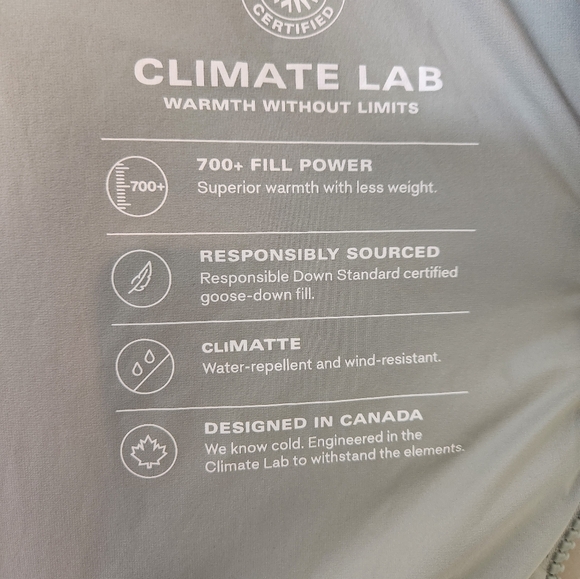 CERTIFIED
CLIMATE LAB
WARMTH WITHOUT LIMITS
700+ FILL POWER
700+
Superior warmth with less weight.
RESPONSIBLY SOURCED
Responsible Down Standard certified
goose-down fill.
CLIMATTE
Water-repellent and wind-resistant.
DESIGNED IN CANADA
We know cold. Engineered in the
Climate Lab to withstand the elements.